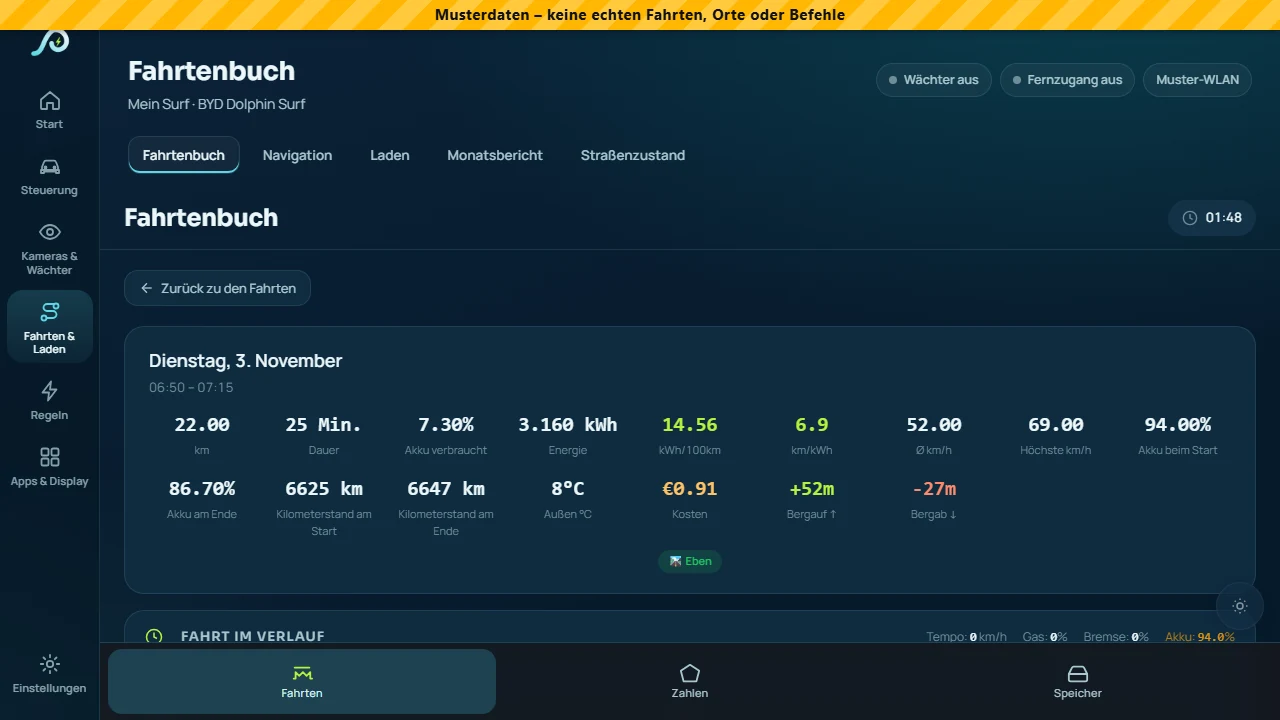 Musterdaten – keine echten Fahrten, Orte oder Befehle
Fahrtenbuch
Mein Surf · BYD Dolphin Surf
Wächter aus
Fernzugang aus
Muster-WLAN
Start
Steuerung
Kameras &
Wächter
Fahrten &
Laden
Regeln
Apps & Display
Einstellungen
Fahrtenbuch
Navigation
Laden
Monatsbericht
Straßenzustand
Fahrtenbuch
01:48
← Zurück zu den Fahrten
Dienstag, 3. November
06:50 – 07:15
22.00
km
25 Min.
Dauer
7.30%
Akku verbraucht
3.160 kWh
Energie
14.56
kWh/100km
6.9
km/kWh
52.00
Ø km/h
69.00
Höchste km/h
94.00%
Akku beim Start
86.70%
Akku am Ende
6625 km
Kilometerstand am
Start
6647 km
Kilometerstand am
Ende
8°C
Außen °C
€0.91
Kosten
+52m
Bergauf ↑
-27m
Bergab ↓
Eben
FAHRT IM VERLAUF
Tempo: 0 km/h
Gas: 0%
Bremse: 0%
Akku: 94.0%
Fahrten
Zahlen
Speicher